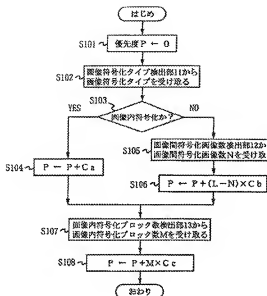 はじめ
S101
優先度P ← 0
S102
画像符号化タイプ検出部11から
画像符号化タイプを受け取る
S103
画像内符号化か?
YES
NO
S105
画像間符号化画像数検出部12から
画像間符号化画像数Nを受け取る
S104
P ← P+Ca
S106
P ← P+(L-N)×Cb
S107
画像内符号化ブロック数検出部13から
画像内符号化ブロック数Mを受け取る
S108
P ← P+M×Cc
おわり